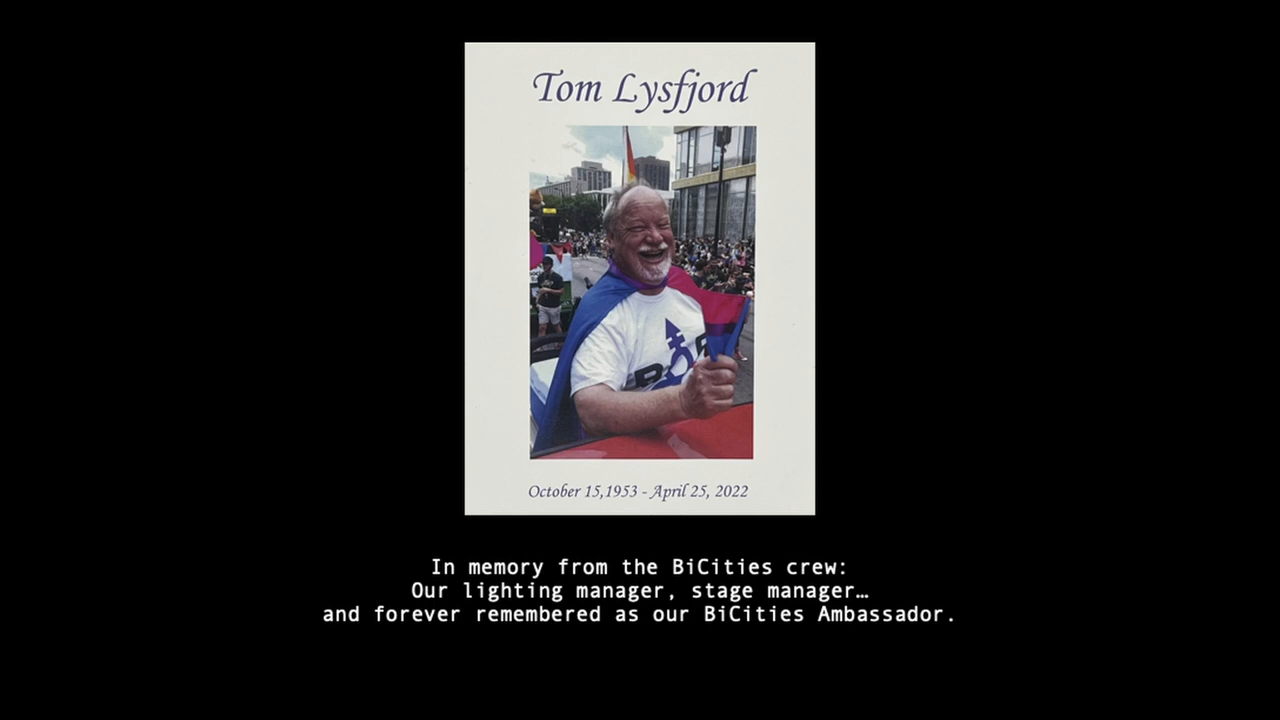 Tom Lysfjord
October 15,1953 - April 25, 2022
In memory from the BiCities crew:
Our lighting manager, stage manager…
and forever remembered as our BiCities Ambassador.